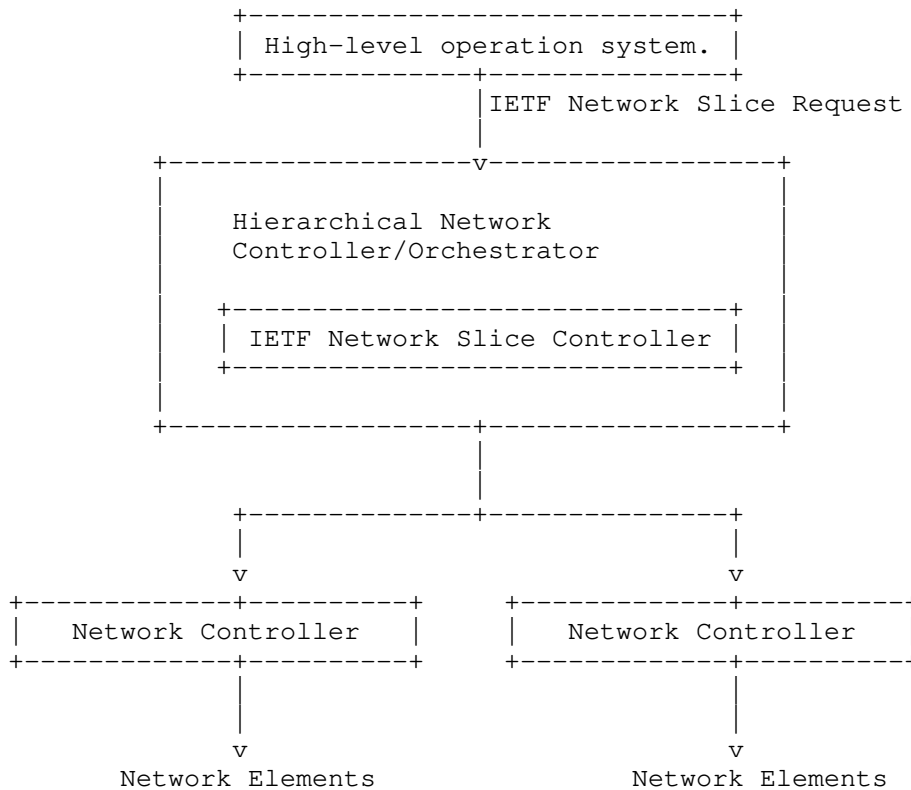 High-level operation system.
IETF Network Slice Request
Hierarchical Network
Controller/Orchestrator
IETF Network Slice Controller
v
v v
Network Controller Network Controller
v v
Network Elements Network Elements